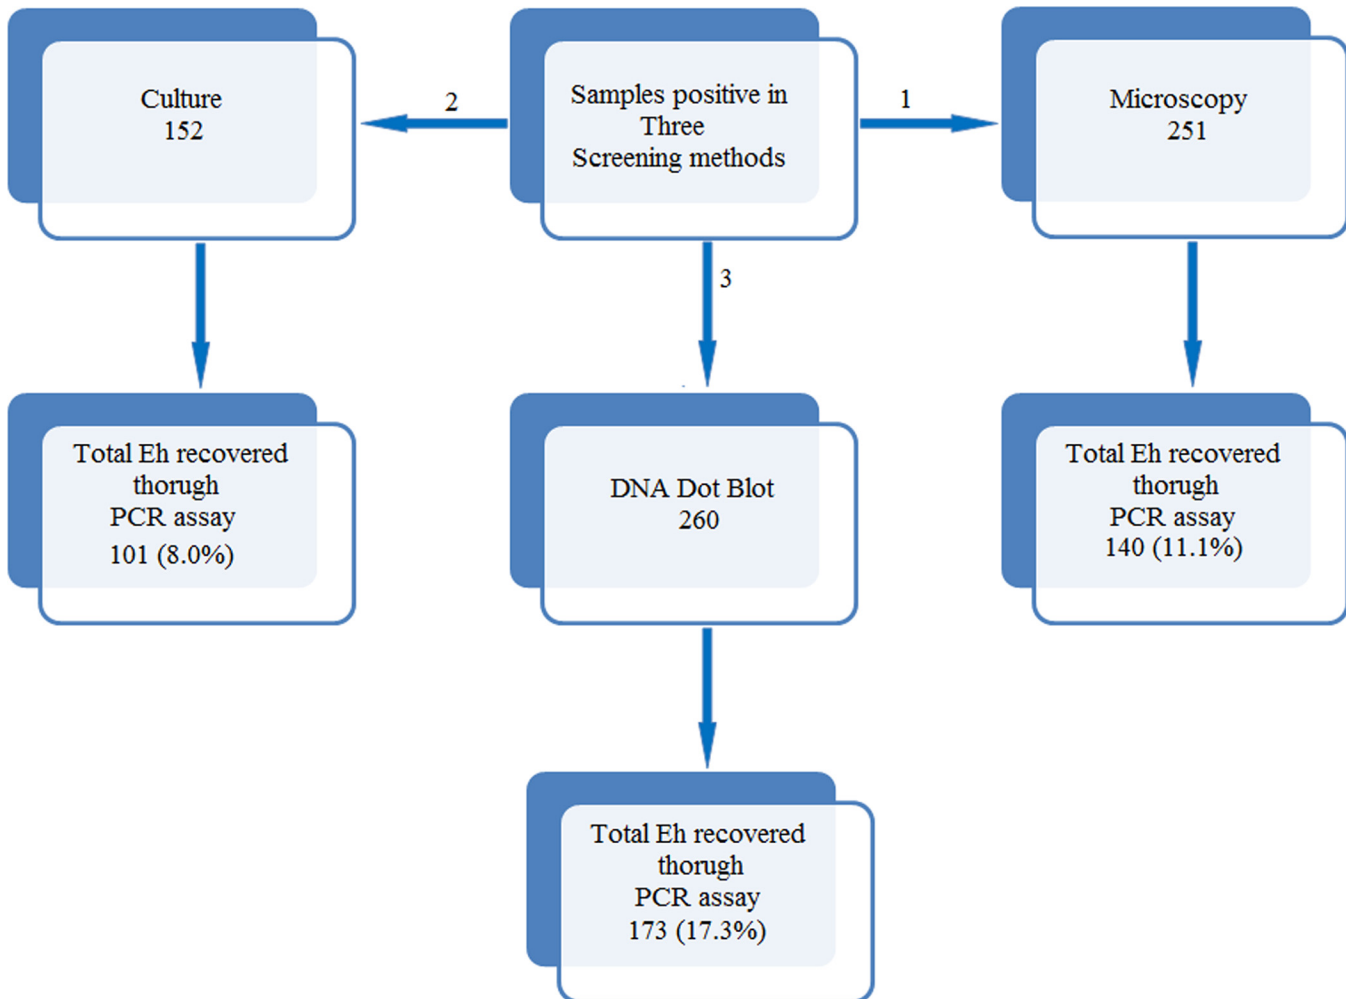 Culture
152
2
Samples positive in
Three
Screening methods
1
Microscopy
251
3
Total Eh recovered
thorugh
PCR assay
101 (8.0%)
DNA Dot Blot
260
Total Eh recovered
thorugh
PCR assay
140 (11.1%)
Total Eh recovered
thorugh
PCR assay
173 (17.3%)